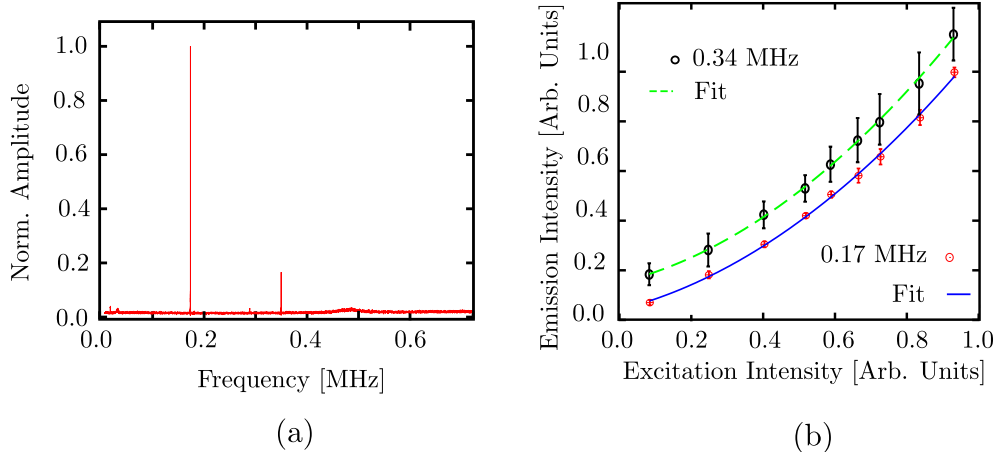 Norm. Amplitude
1.0
0.8
0.6
0.4
0.2
0.0
0.0 0.2 0.4 0.6
Frequency [MHz]
(a)
Emission Intensity [Arb. Units]
1.0
0.8
0.6
0.4
0.2
0.0
0.34 MHz
Fit
0.17 MHz
Fit
0.0 0.2 0.4 0.6 0.8 1.0
Excitation Intensity [Arb. Units]
(b)